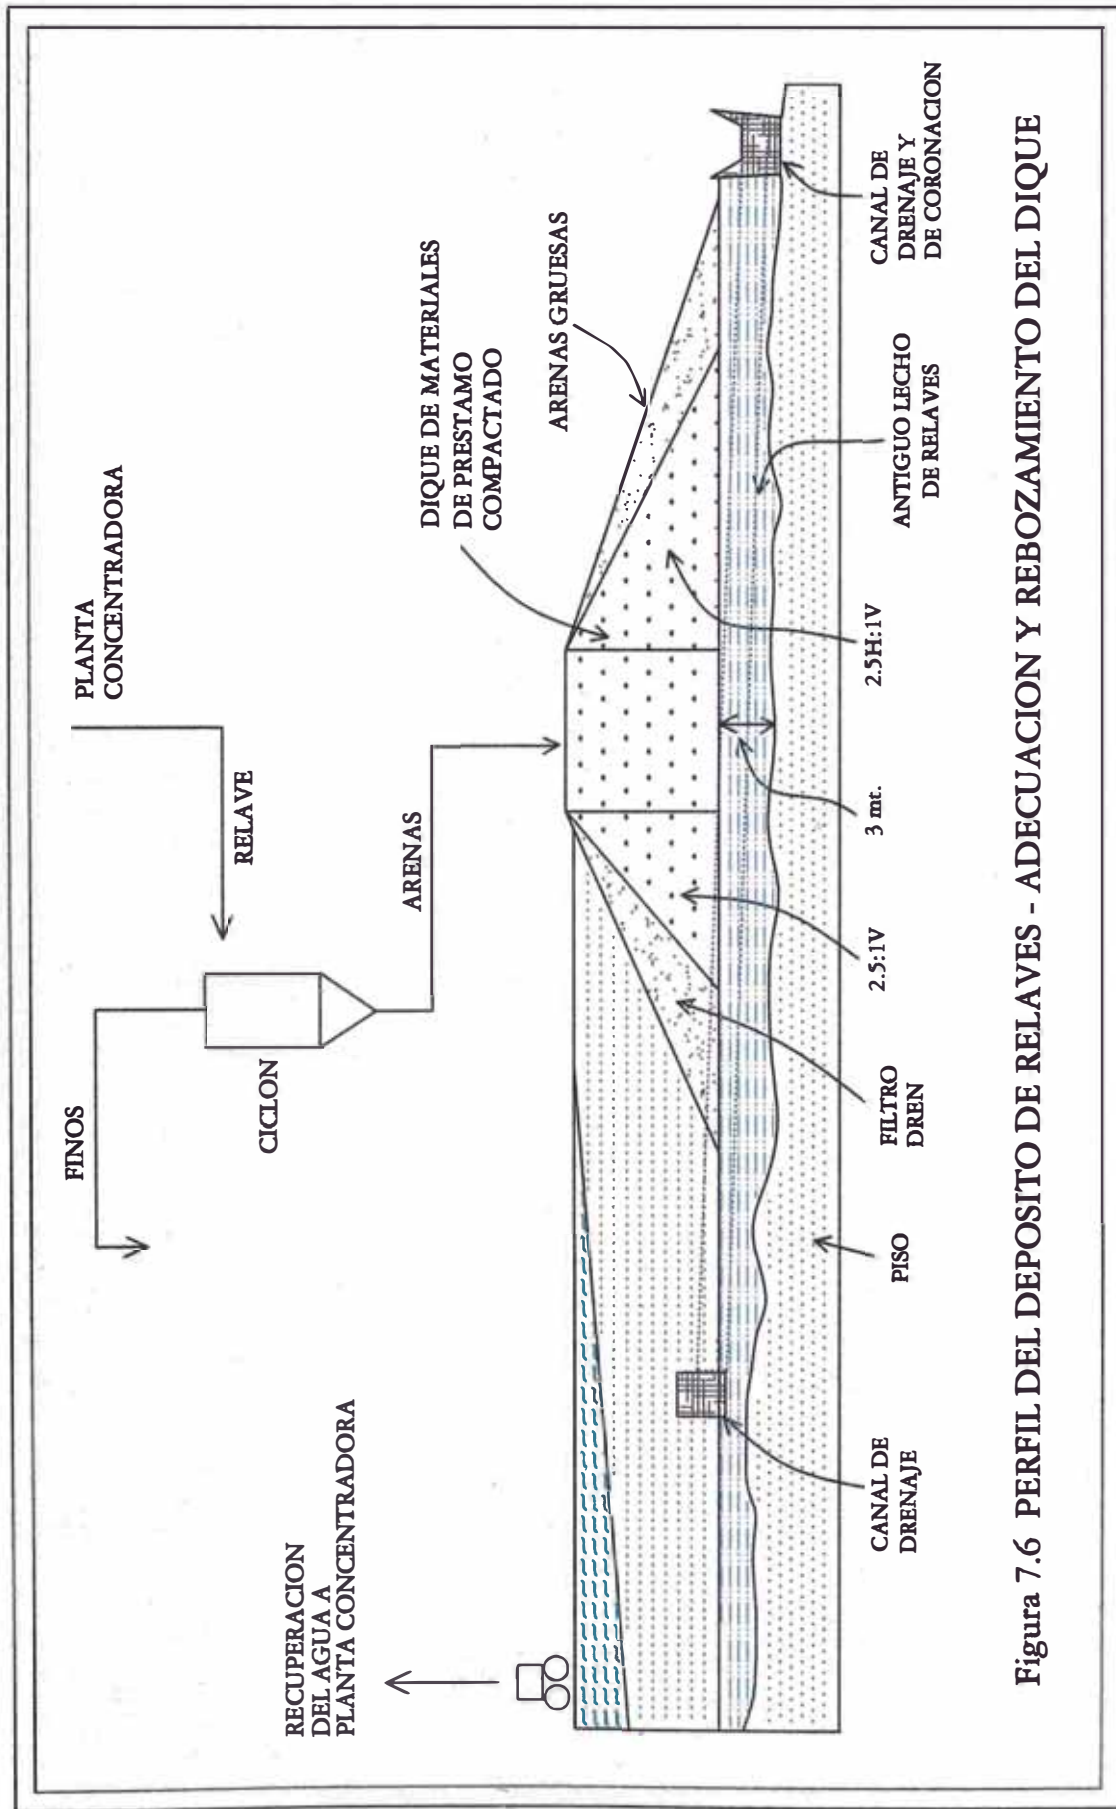 RECUPERACION
DEL AGUA A
PLANTA CONCENTRADORA
FINOS
CICLON
RELAVE
PLANTA
CONCENTRADORA
ARENAS
DIQUE DE MATERIALES
DE PRESTAMO
COMPACTADO
ARENAS GRUESAS
CANAL DE
DRENAJE
PISO
FILTRO
DREN
2.5:1V
3 mt.
2.5H:1V
ANTIGUO LECHO
DE RELAVES
CANAL DE
DRENAJE Y
DE CORONACION
Figura 7.6 PERFIL DEL DEPOSITO DE RELAVES - ADECUACION Y REBOZAMIENTO DEL DIQUE